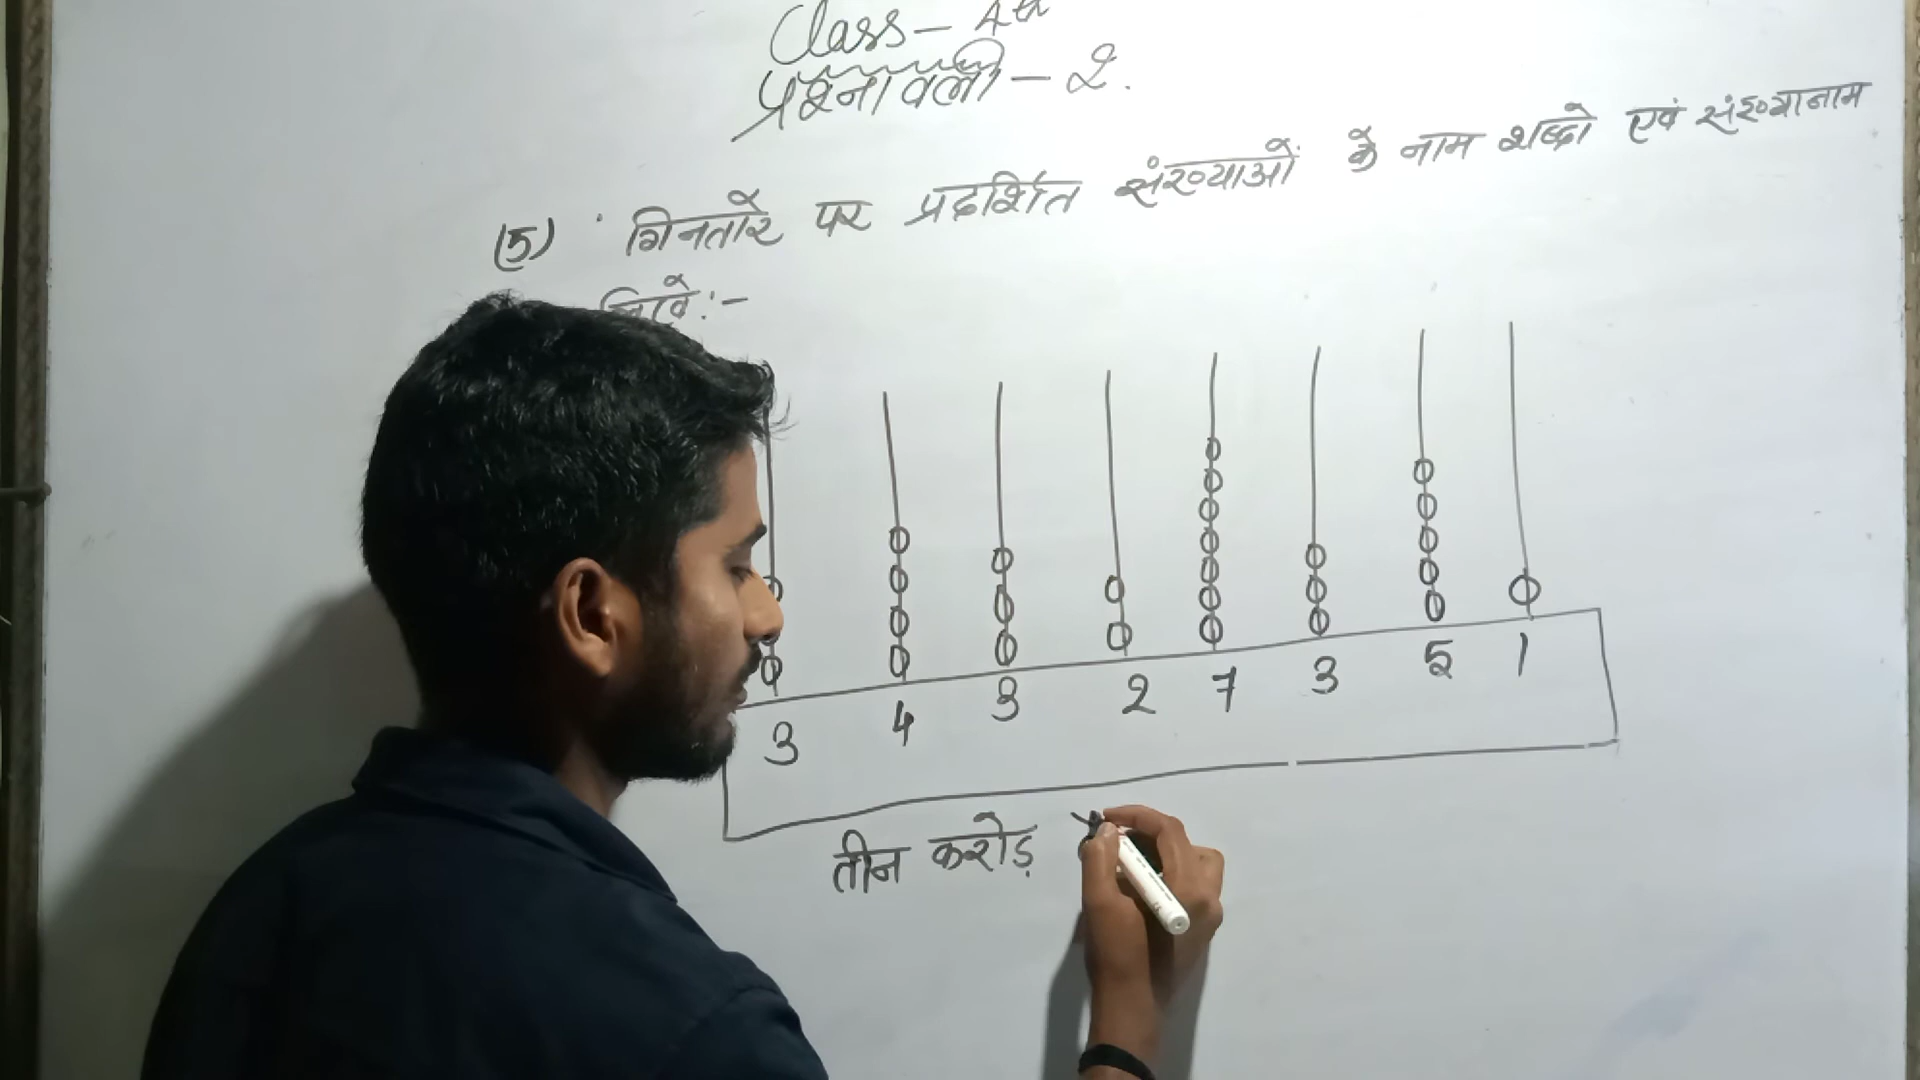 Class - 4th
प्रश्नावली - 2.
(5) गिनतारे पर प्रदर्शित संख्याओं के नाम शब्दो एवं संख्यानाम
3 4 3 2 7 3 5 1
तीन करोड़